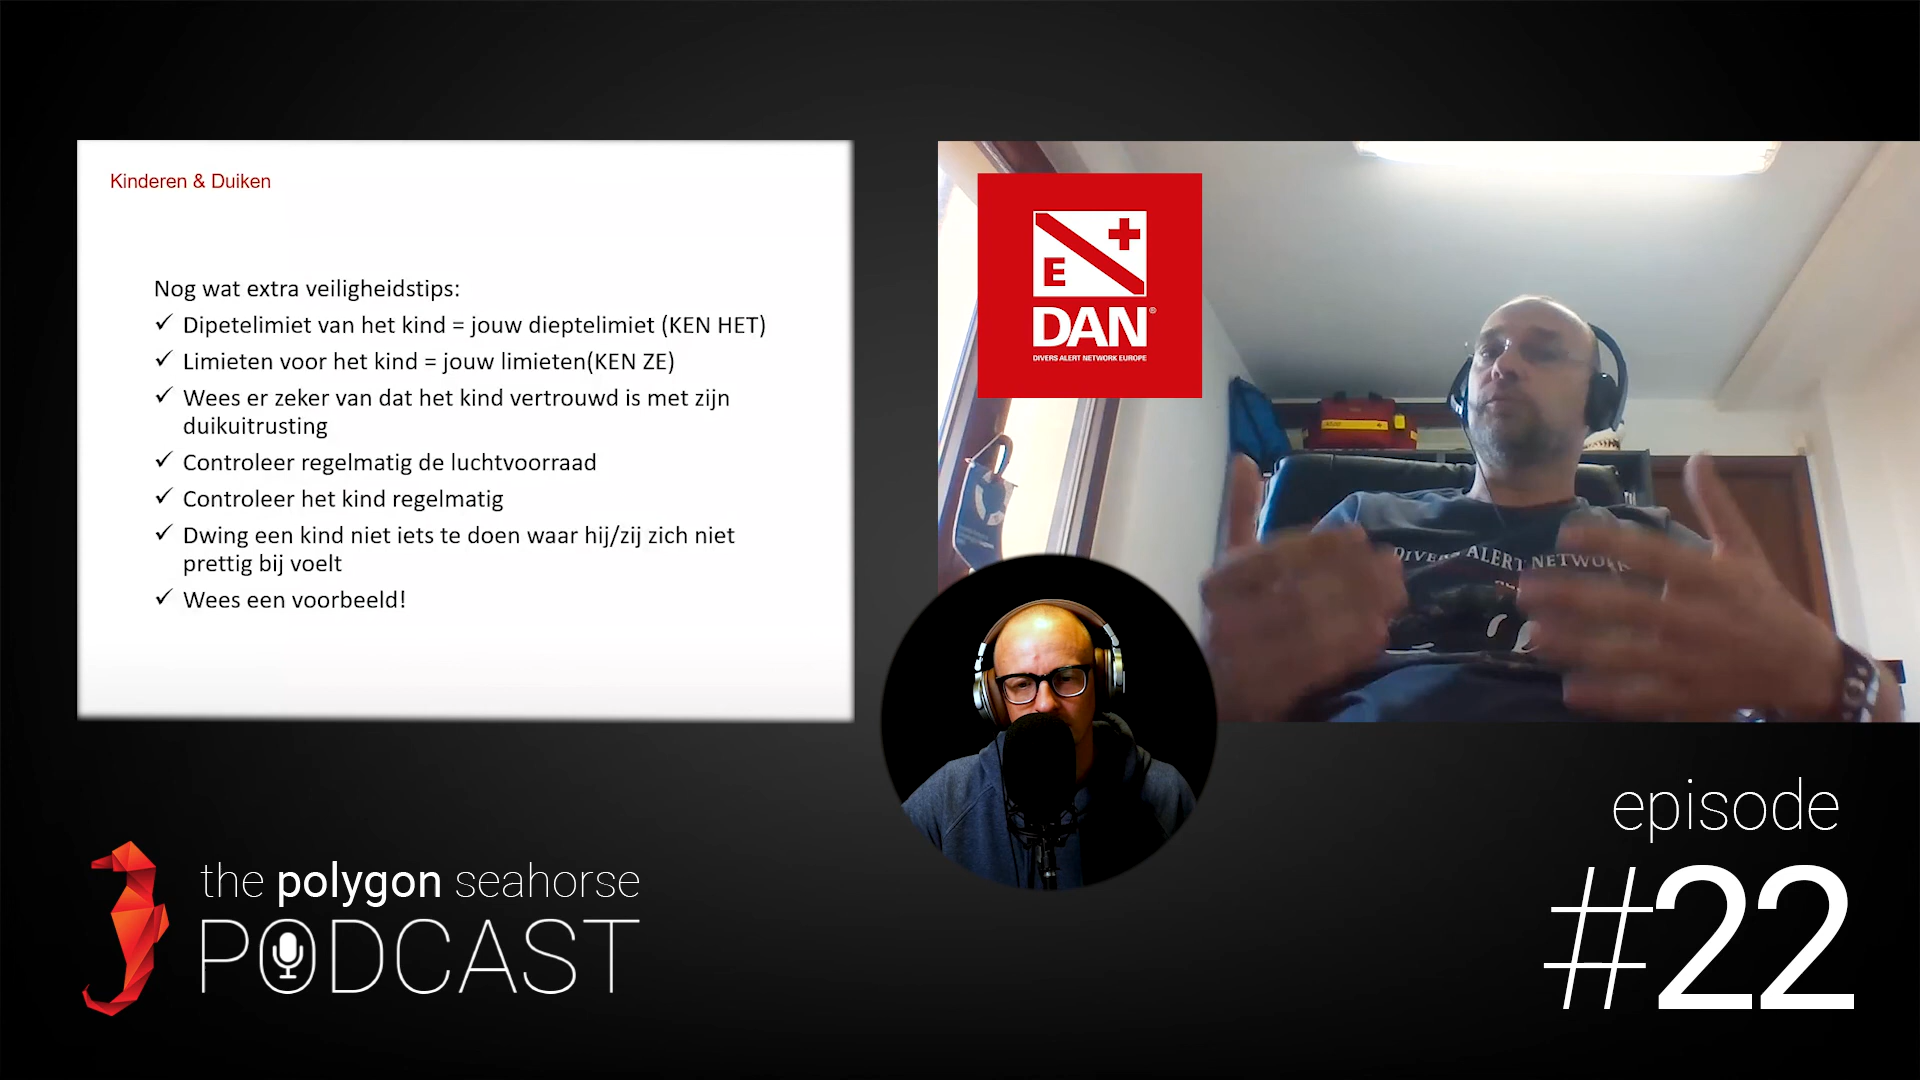 Kinderen & Duiken
Nog wat extra veiligheidstips:
✓ Dipetelimiet van het kind = jouw dieptelimiet (KEN HET)
✓ Limieten voor het kind = jouw limieten(KEN ZE)
✓ Wees er zeker van dat het kind vertrouwd is met zijn
duikuitrusting
✓ Controleer regelmatig de luchtvoorraad
✓ Controleer het kind regelmatig
✓ Dwing een kind niet iets te doen waar hij/zij zich niet
prettig bij voelt
✓ Wees een voorbeeld!
E
DAN®
DIVERS ALERT NETWORK EUROPE
DIVERS ALERT NETWORK
the polygon seahorse
PODCAST
episode
#22